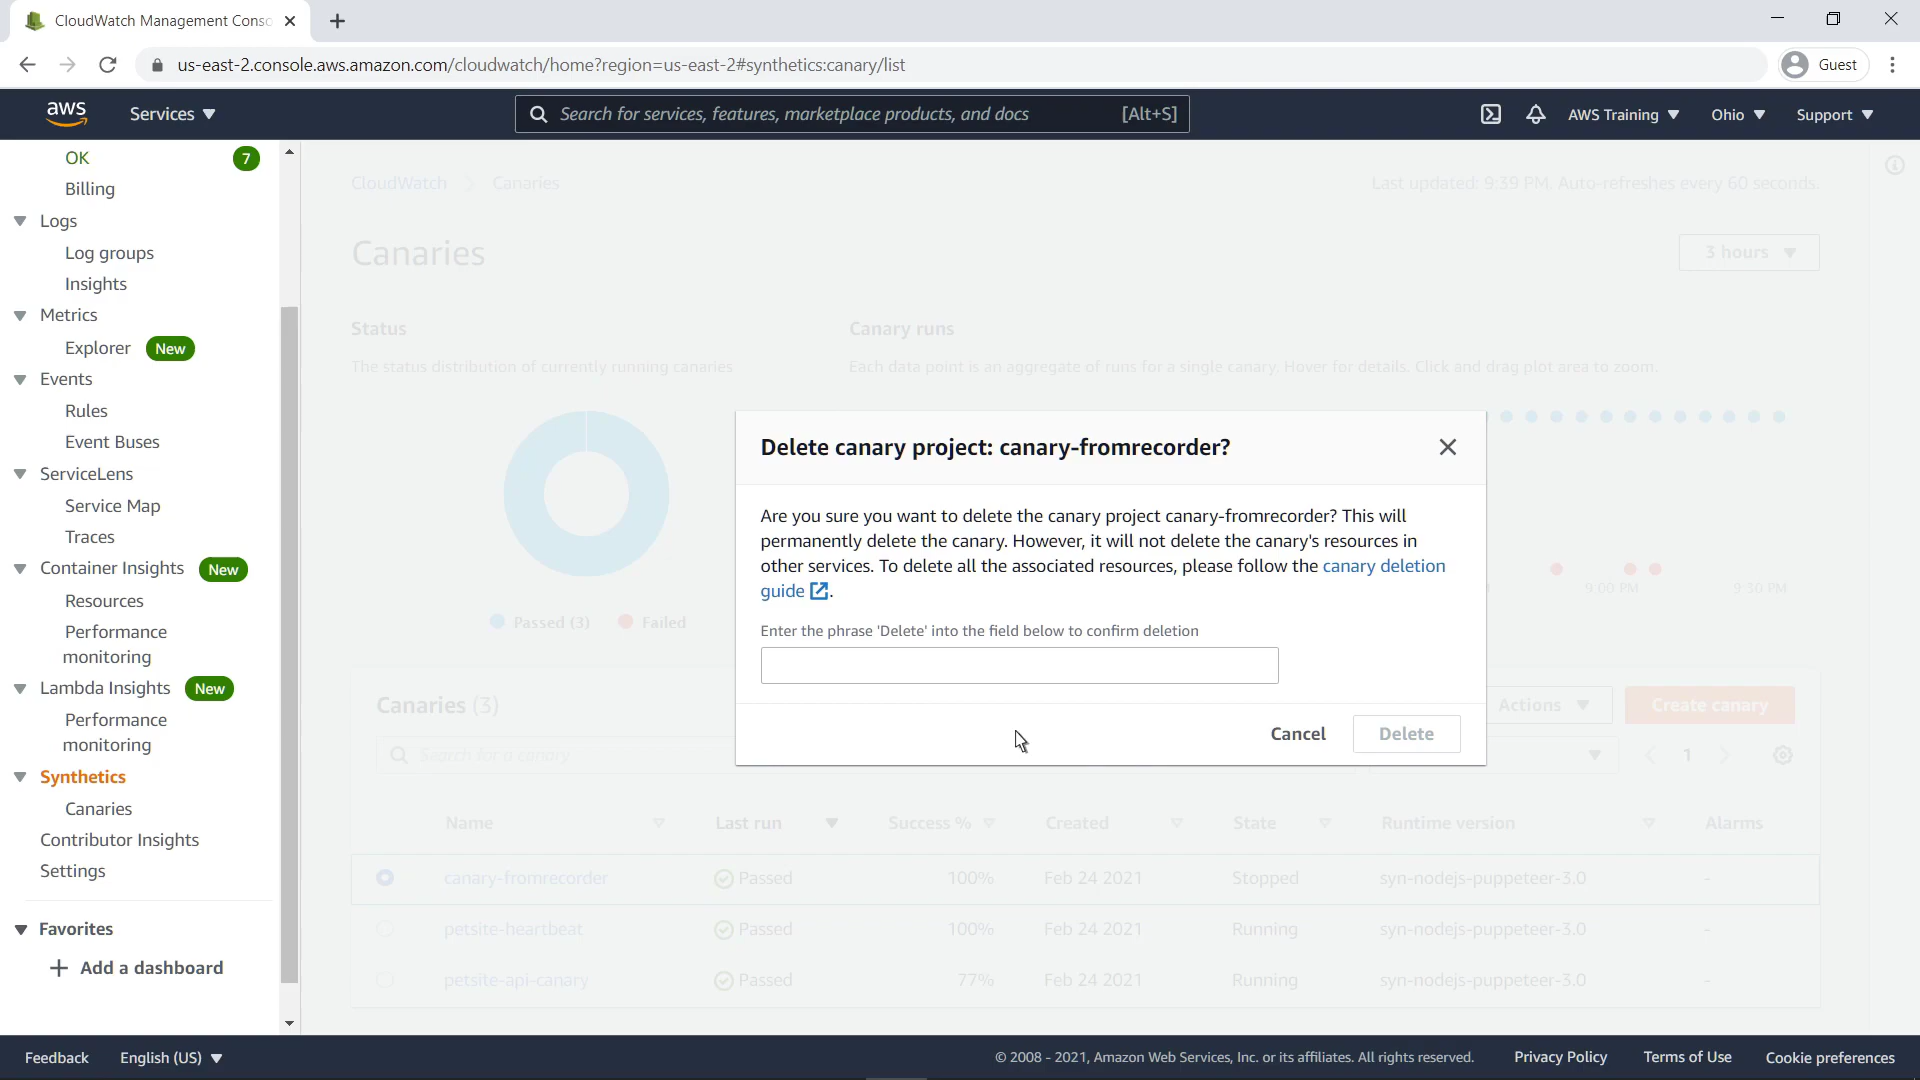 CloudWatch Management Conso
us-east-2.console.aws.amazon.com/cloudwatch/home?region=us-east-2#synthetics:canary/list
Guest
aws
Services
Search for services, features, marketplace products, and docs [Alt+S]
AWS Training
Ohio
Support
OK 7
Billing
Logs
Log groups
Insights
Metrics
Explorer New
Events
Rules
Event Buses
ServiceLens
Service Map
Traces
Container Insights New
Resources
Performance
monitoring
Lambda Insights New
Performance
monitoring
Synthetics
Canaries
Contributor Insights
Settings
Favorites
Add a dashboard
CloudWatch Canaries
Last updated: 9:39 PM. Auto-refreshes every 60 seconds.
Canaries
3 hours
Status
The status distribution of currently running canaries
Passed (3) Failed
Canary runs
Each data point is an aggregate of runs for a single canary. Hover for details. Click and drag plot area to zoom.
9:00 PM 9:30 PM
Delete canary project: canary-fromrecorder?
Are you sure you want to delete the canary project canary-fromrecorder? This will
permanently delete the canary. However, it will not delete the canary's resources in
other services. To delete all the associated resources, please follow the canary deletion
guide.
Enter the phrase 'Delete' into the field below to confirm deletion
Cancel Delete
Canaries (3)
Actions
Create canary
Search for a canary
1
Name Last run Success % Created State Runtime version Alarms
canary-fromrecorder Passed 100% Feb 24 2021 Stopped syn-nodejs-puppeteer-3.0 -
petsite-heartbeat Passed 100% Feb 24 2021 Running syn-nodejs-puppeteer-3.0 -
petsite-api-canary Passed 77% Feb 24 2021 Running syn-nodejs-puppeteer-3.0 -
Feedback
English (US)
© 2008 - 2021, Amazon Web Services, Inc. or its affiliates. All rights reserved.
Privacy Policy
Terms of Use
Cookie preferences